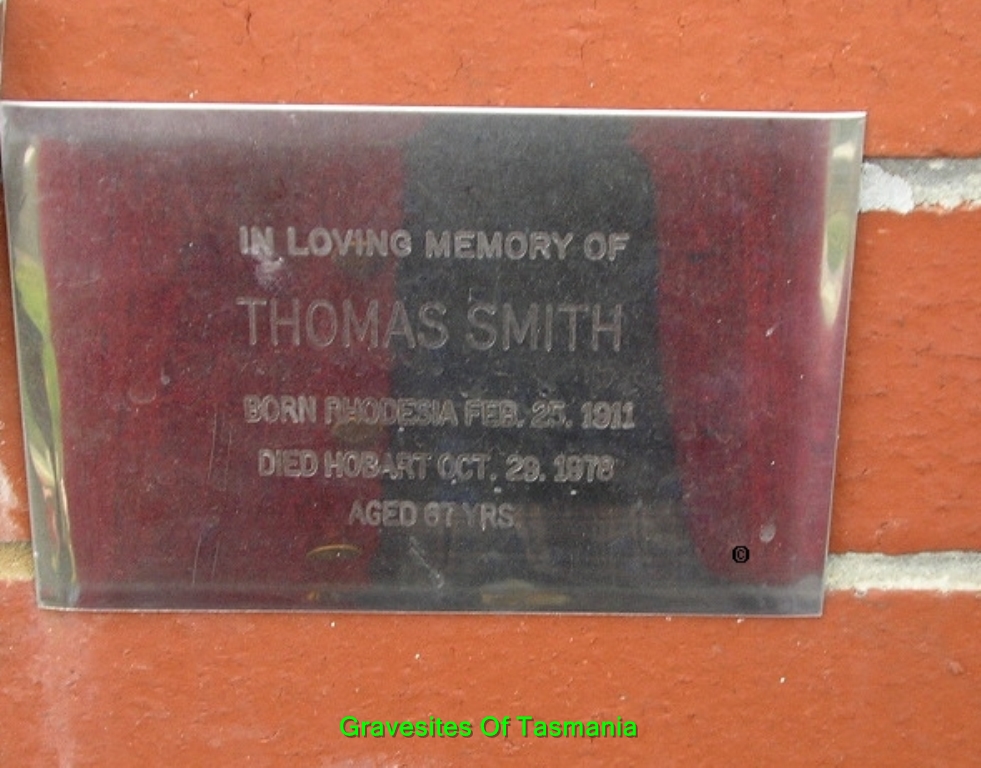 IN LOVING MEMORY OF
THOMAS SMITH
BORN RHODESIA FEB. 25. 1911
DIED HOBART OCT. 29. 1978
AGED 67 YRS.
©
Gravesites Of Tasmania